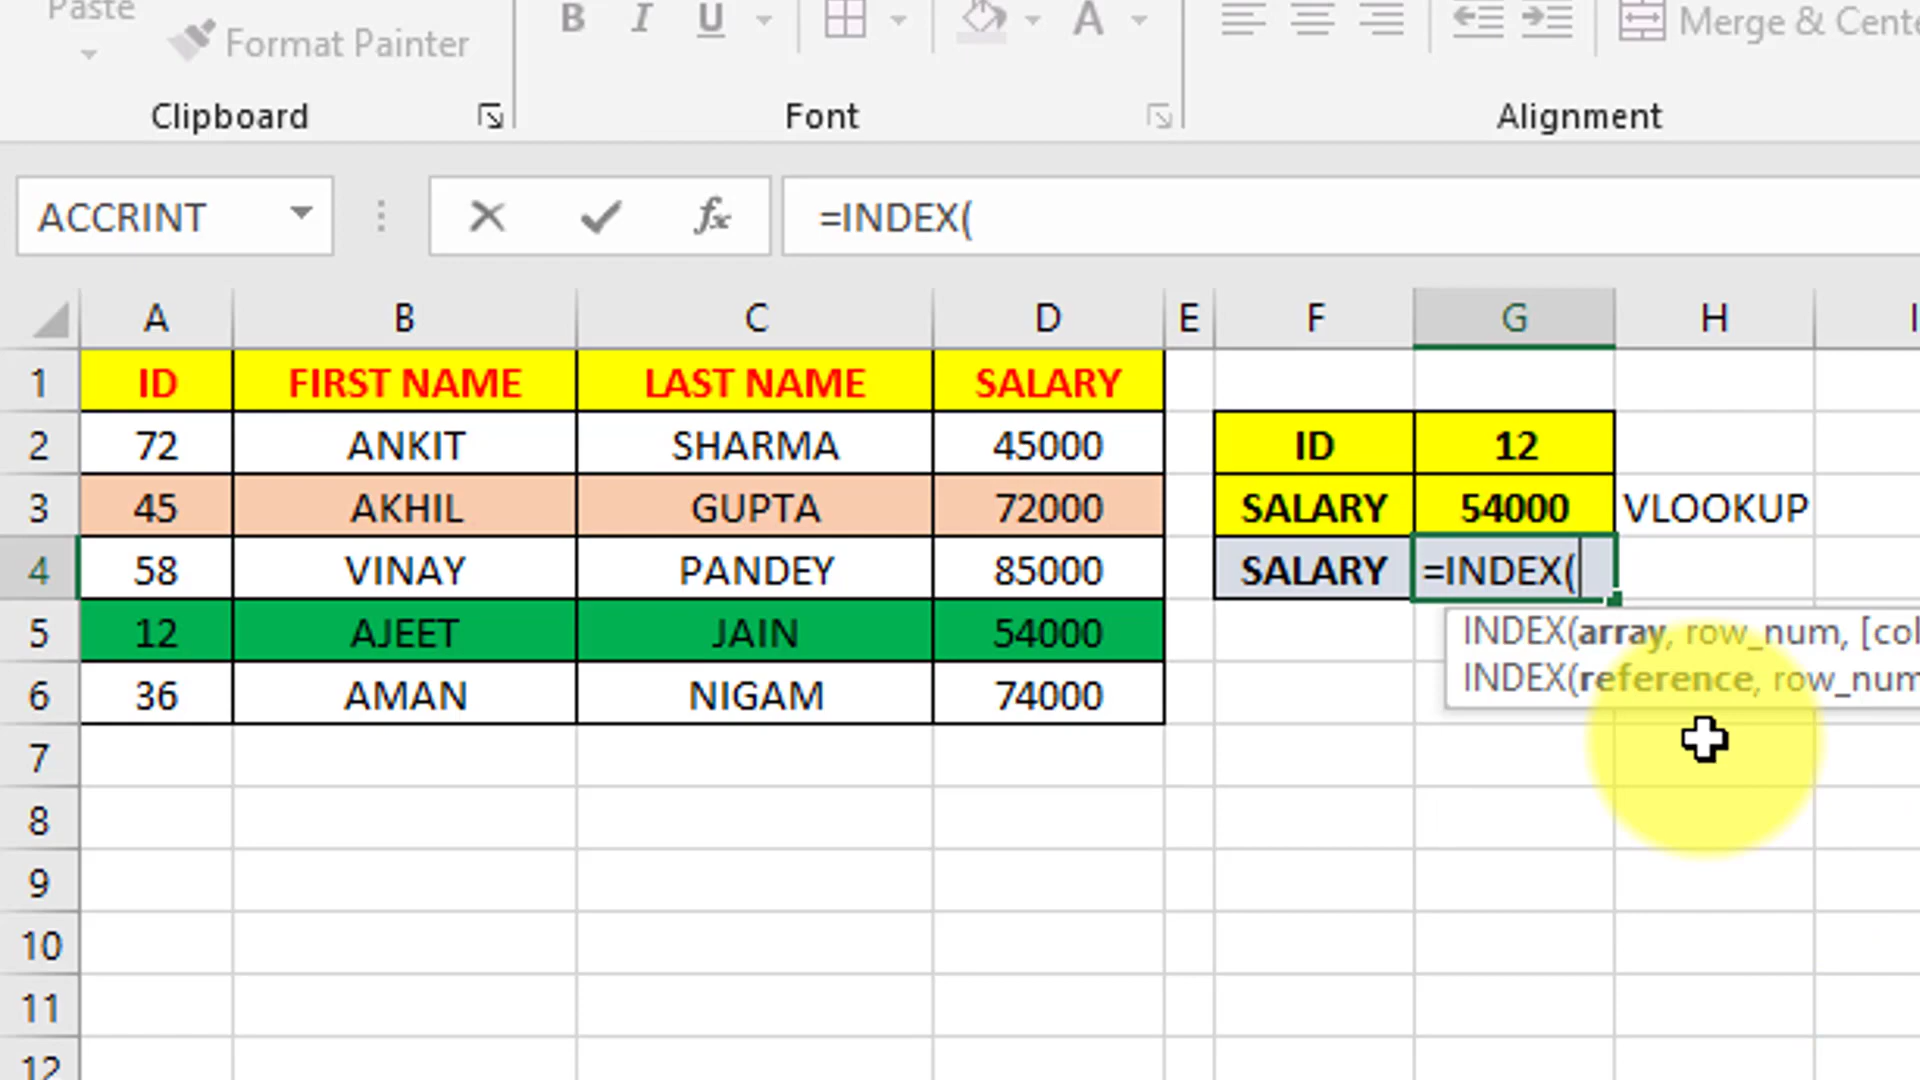 Paste
Format Painter
B I U A
Merge &
Clipboard Font Alignment
ACCRINT fx =INDEX(
A B C D E F G H I
1 ID FIRST NAME LAST NAME SALARY
2 72 ANKIT SHARMA 45000 ID 12
3 45 AKHIL GUPTA 72000 SALARY 54000 VLOOKUP
4 58 VINAY PANDEY 85000 SALARY =INDEX(
5 12 AJEET JAIN 54000 INDEX(array, row_num, [col
6 36 AMAN NIGAM 74000 INDEX(reference, row_num
7
8
9
10
11
12